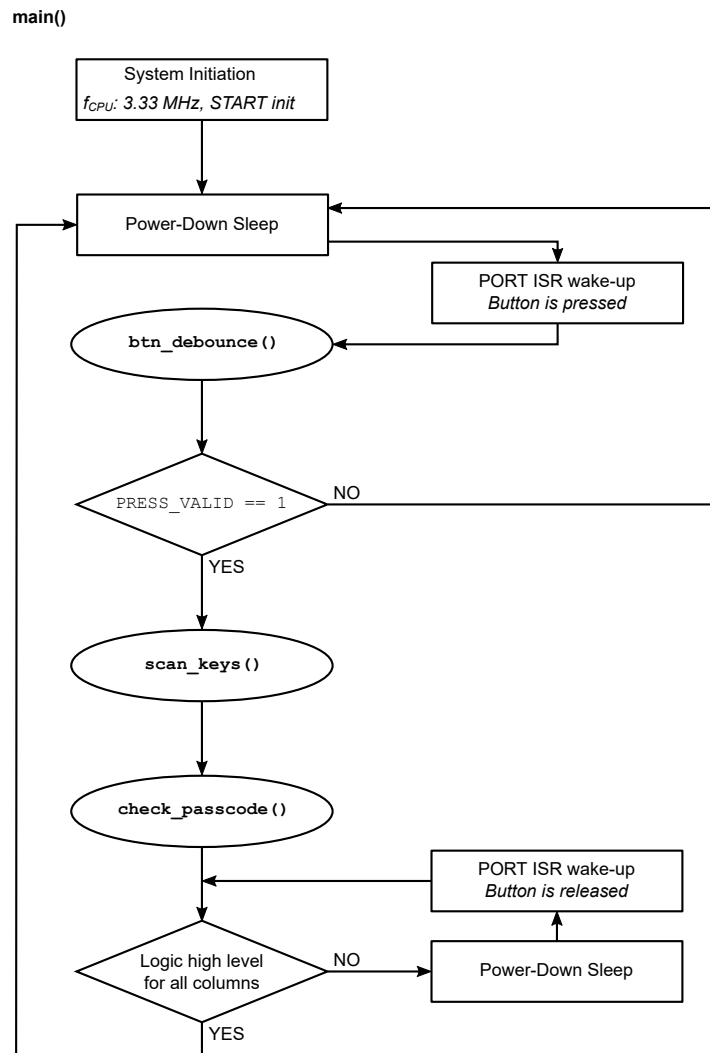 main()
System Initiation
fCPU: 3.33 MHz, START init
Power-Down Sleep
PORT ISR wake-up
Button is pressed
btn_debounce()
PRESS_VALID == 1
NO
YES
scan_keys()
check_passcode()
PORT ISR wake-up
Button is released
Logic high level
for all columns
NO
Power-Down Sleep
YES